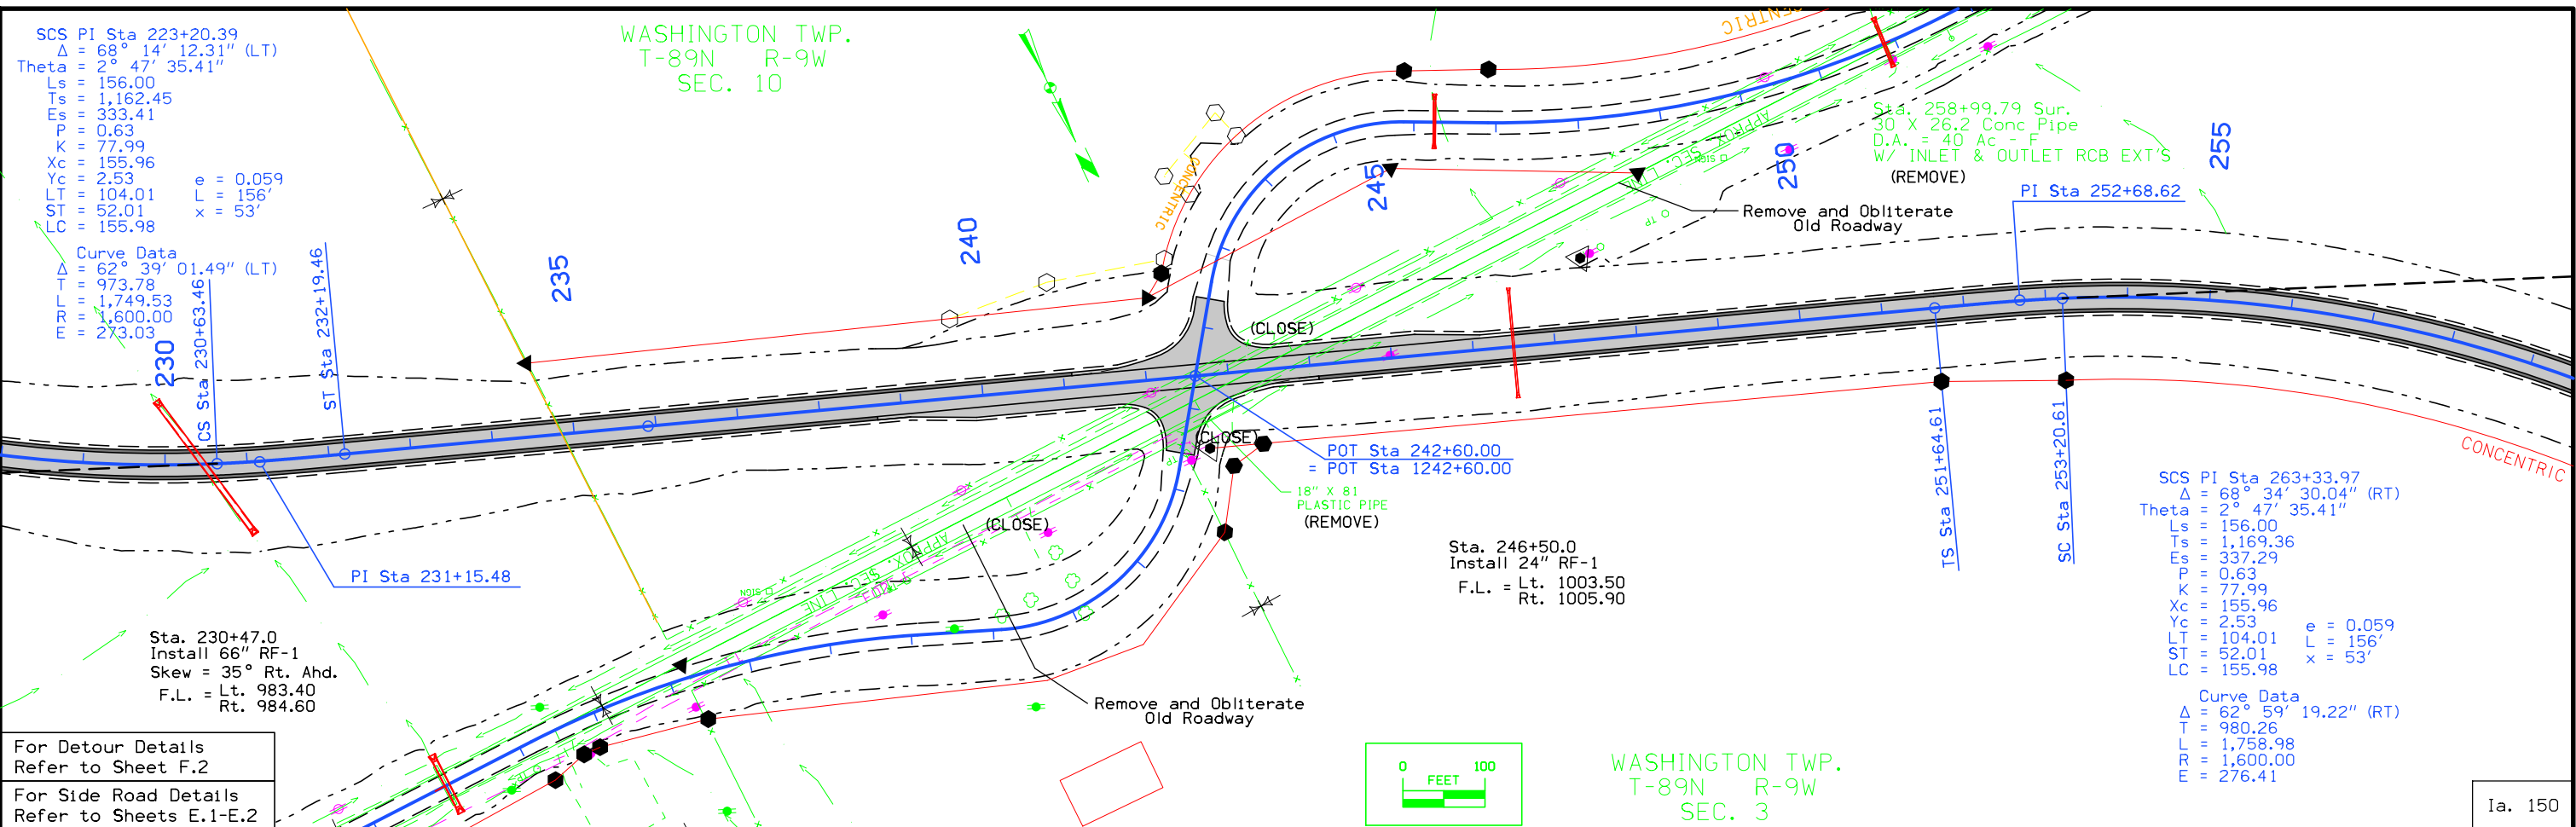 SCS PI Sta 223+20.39
Δ = 68° 14' 12.31" (LT)
Theta = 2° 47' 35.41"
Ls = 156.00
Ts = 1,162.45
Es = 333.41
P = 0.63
K = 77.99
Xc = 155.96
Yc = 2.53 e = 0.059
LT = 104.01 L = 156'
ST = 52.01 x = 53'
LC = 155.98
Curve Data
Δ = 62° 39' 01.49" (LT)
T = 973.78
L = 1,749.53
R = 1,600.00
E = 273.03
WASHINGTON TWP.
T-89N R-9W
SEC. 10
CONCENTRIC
CONCENTRIC
Sta. 258+99.79 Sur.
30 X 26.2 Conc Pipe
D.A. = 40 Ac - F
W/ INLET & OUTLET RCB EXT'S
(REMOVE)
230
235
240
245
250
255
CS Sta 230+63.46
ST Sta 232+19.46
PI Sta 252+68.62
APPROX. SEC. LINE
SIGN
TP
Remove and Obliterate
Old Roadway
(CLOSE)
(CLOSE)
(CLOSE)
POT Sta 242+60.00
= POT Sta 1242+60.00
18" X 81
PLASTIC PIPE
(REMOVE)
TP
TS Sta 251+64.61
SC Sta 253+20.61
CONCENTRIC
PI Sta 231+15.48
APPROX. SEC. LINE
SIGN
Sta. 246+50.0
Install 24" RF-1
F.L. = Lt. 1003.50
Rt. 1005.90
SCS PI Sta 263+33.97
Δ = 68° 34' 30.04" (RT)
Theta = 2° 47' 35.41"
Ls = 156.00
Ts = 1,169.36
Es = 337.29
P = 0.63
K = 77.99
Xc = 155.96
Yc = 2.53 e = 0.059
LT = 104.01 L = 156'
ST = 52.01 x = 53'
LC = 155.98
Curve Data
Δ = 62° 59' 19.22" (RT)
T = 980.26
L = 1,758.98
R = 1,600.00
E = 276.41
Sta. 230+47.0
Install 66" RF-1
Skew = 35° Rt. Ahd.
F.L. = Lt. 983.40
Rt. 984.60
Remove and Obliterate
Old Roadway
TP
For Detour Details
Refer to Sheet F.2
For Side Road Details
Refer to Sheets E.1-E.2
0 100
FEET
WASHINGTON TWP.
T-89N R-9W
SEC. 3
Ia. 150